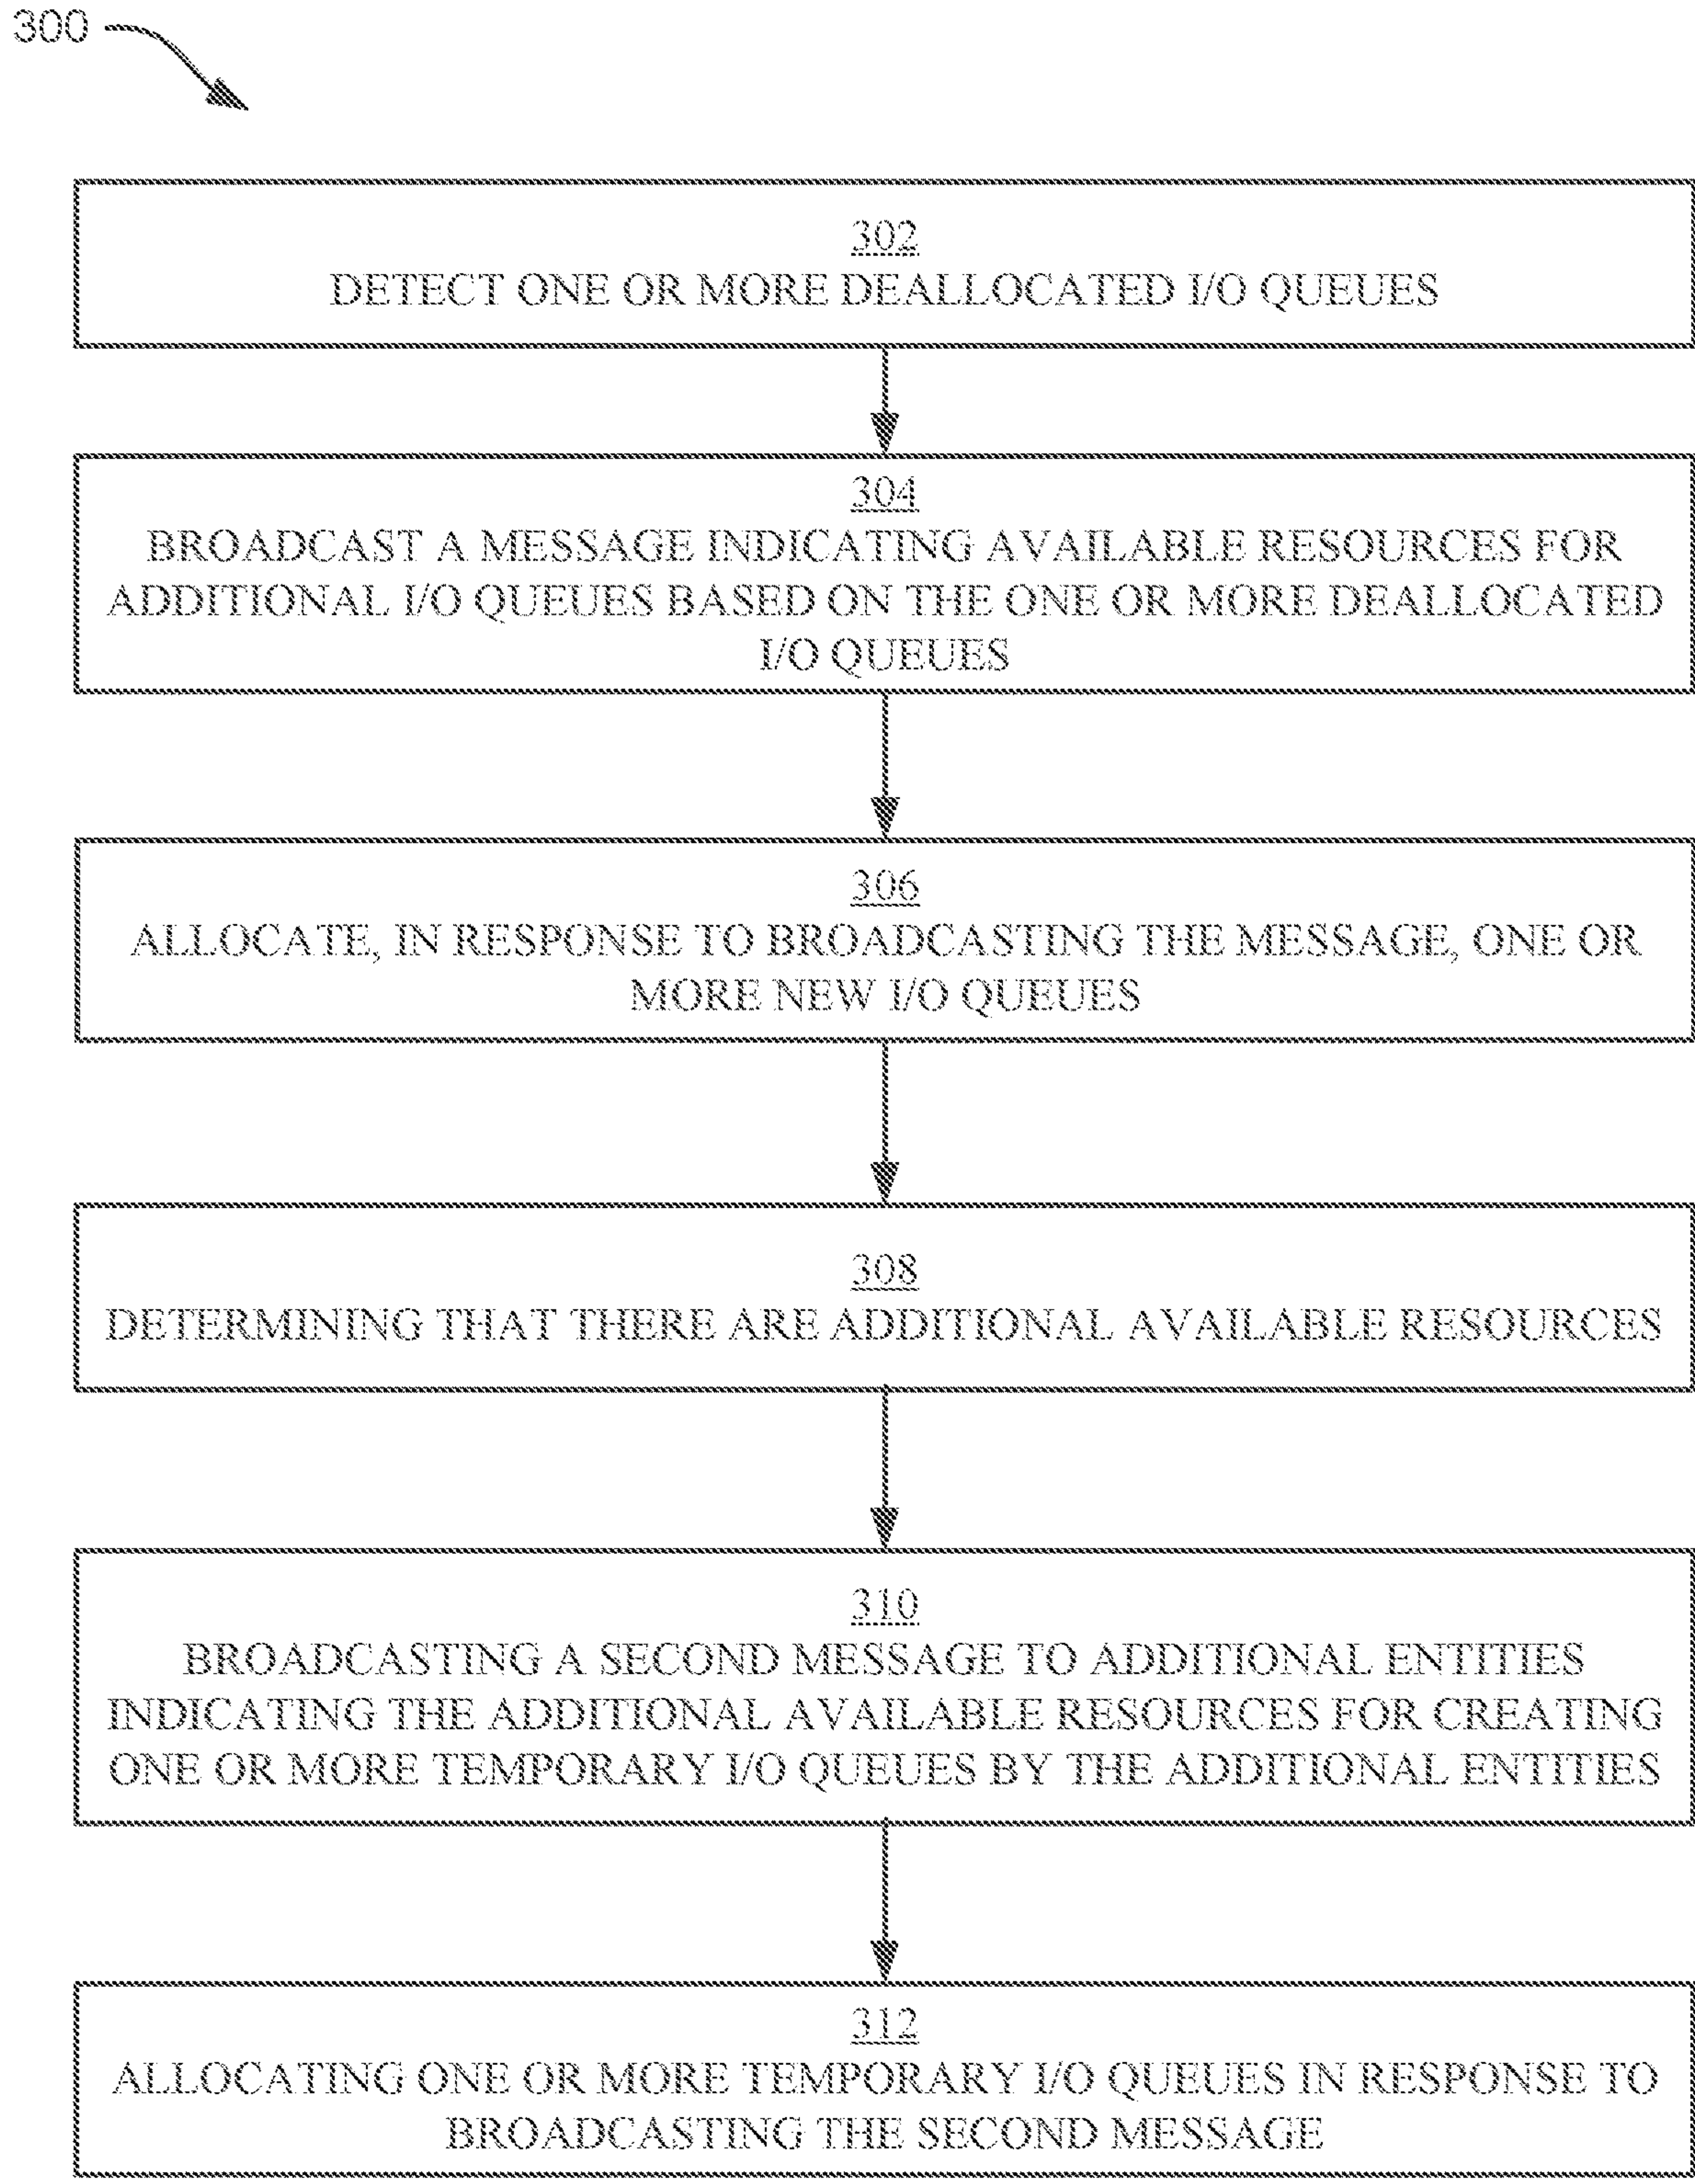 300
302
DETECT ONE OR MORE DEALLOCATED I/O QUEUES
304
BROADCAST A MESSAGE INDICATING AVAILABLE RESOURCES FOR
ADDITIONAL I/O QUEUES BASED ON THE ONE OR MORE DEALLOCATED
I/O QUEUES
306
ALLOCATE, IN RESPONSE TO BROADCASTING THE MESSAGE, ONE OR
MORE NEW I/O QUEUES
308
DETERMINING THAT THERE ARE ADDITIONAL AVAILABLE RESOURCES
310
BROADCASTING A SECOND MESSAGE TO ADDITIONAL ENTITIES
INDICATING THE ADDITIONAL AVAILABLE RESOURCES FOR CREATING
ONE OR MORE TEMPORARY I/O QUEUES BY THE ADDITIONAL ENTITIES
312
ALLOCATING ONE OR MORE TEMPORARY I/O QUEUES IN RESPONSE TO
BROADCASTING THE SECOND MESSAGE